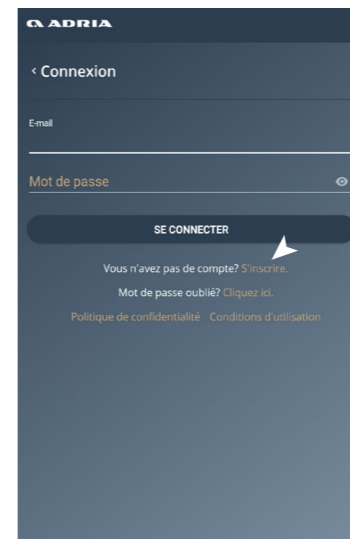 ADRIA
‹ Connexion
E-mail
Mot de passe
SE CONNECTER
Vous n'avez pas de compte? S'inscrire.
Mot de passe oublié? Cliquez ici.
Politique de confidentialité Conditions d'utilisation